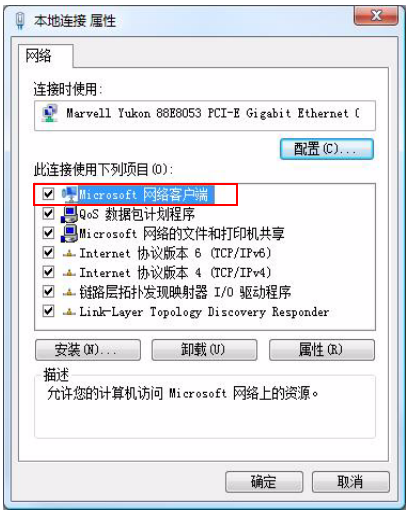 本地连接 属性
网络
连接时使用:
Marvell Yukon 88E8053 PCI-E Gigabit Ethernet C
配置(C)...
此连接使用下列项目(O):
Microsoft 网络客户端
QoS 数据包计划程序
Microsoft 网络的文件和打印机共享
Internet 协议版本 6 (TCP/IPv6)
Internet 协议版本 4 (TCP/IPv4)
链路层拓扑发现映射器 I/O 驱动程序
Link-Layer Topology Discovery Responder
安装(N)... 卸载(U) 属性(R)
描述
允许您的计算机访问 Microsoft 网络上的资源。
确定 取消